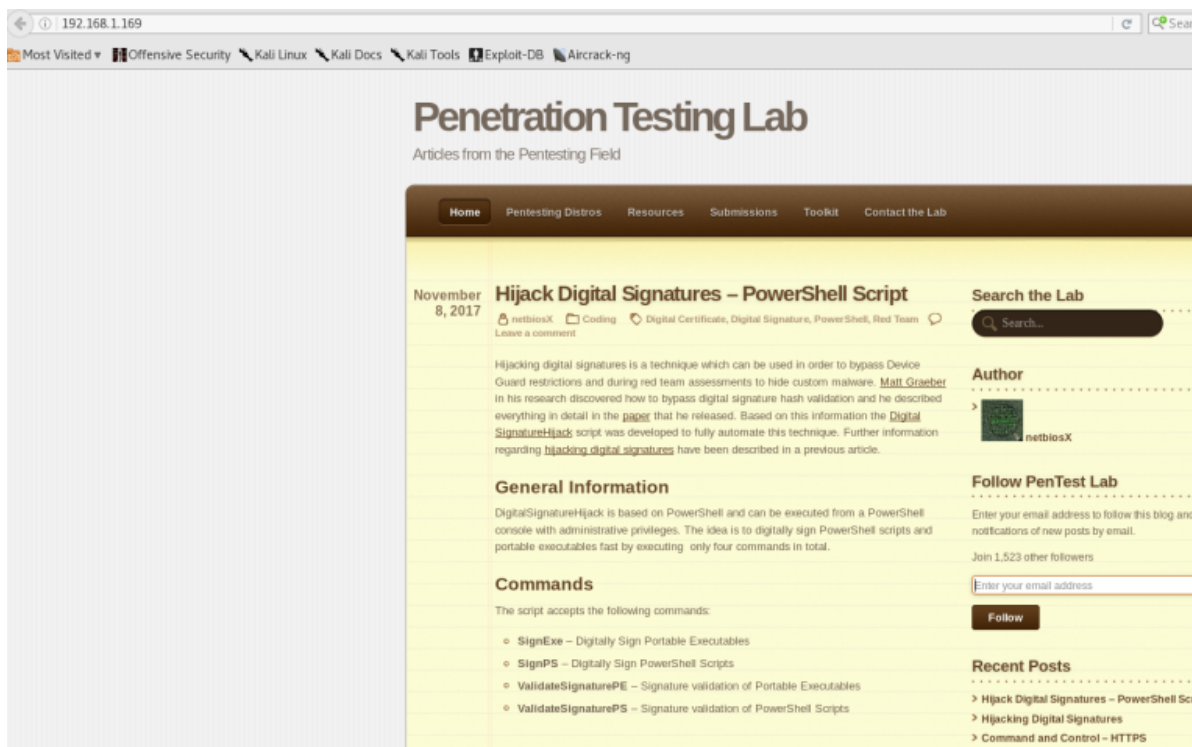 192.168.1.169
Most Visited
Offensive Security
Kali Linux
Kali Docs
Kali Tools
Exploit-DB
Aircrack-ng
Penetration Testing Lab
Articles from the Pentesting Field
Home
Pentesting Distros
Resources
Submissions
Toolkit
Contact the Lab
November
8, 2017
Hijack Digital Signatures – PowerShell Script
netbiosX Coding Digital Certificate, Digital Signature, PowerShell, Red Team
Leave a comment
Hijacking digital signatures is a technique which can be used in order to bypass Device
Guard restrictions and during red team assessments to hide custom malware. Matt Graeber
in his research discovered how to bypass digital signature hash validation and he described
everything in detail in the paper that he released. Based on this information the Digital
SignatureHijack script was developed to fully automate this technique. Further information
regarding hijacking digital signatures have been described in a previous article.
General Information
DigitalSignatureHijack is based on PowerShell and can be executed from a PowerShell
console with administrative privileges. The idea is to digitally sign PowerShell scripts and
portable executables fast by executing only four commands in total.
Commands
The script accepts the following commands:
SignExe – Digitally Sign Portable Executables
SignPS – Digitally Sign PowerShell Scripts
ValidateSignaturePE – Signature validation of Portable Executables
ValidateSignaturePS – Signature validation of PowerShell Scripts
Search the Lab
Search...
Author
netbiosX
Follow PenTest Lab
Enter your email address to follow this blog and
notifications of new posts by email.
Join 1,523 other followers
Enter your email address
Follow
Recent Posts
Hijack Digital Signatures – PowerShell
Hijacking Digital Signatures
Command and Control – HTTPS